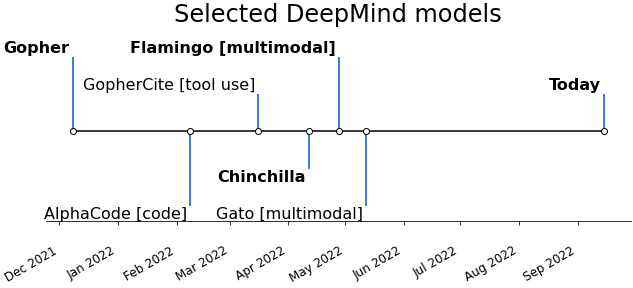 Selected DeepMind models
Gopher
Flamingo [multimodal]
GopherCite [tool use]
Today
Chinchilla
AlphaCode [code]
Gato [multimodal]
Dec 2021
Jan 2022
Feb 2022
Mar 2022
Apr 2022
May 2022
Jun 2022
Jul 2022
Aug 2022
Sep 2022